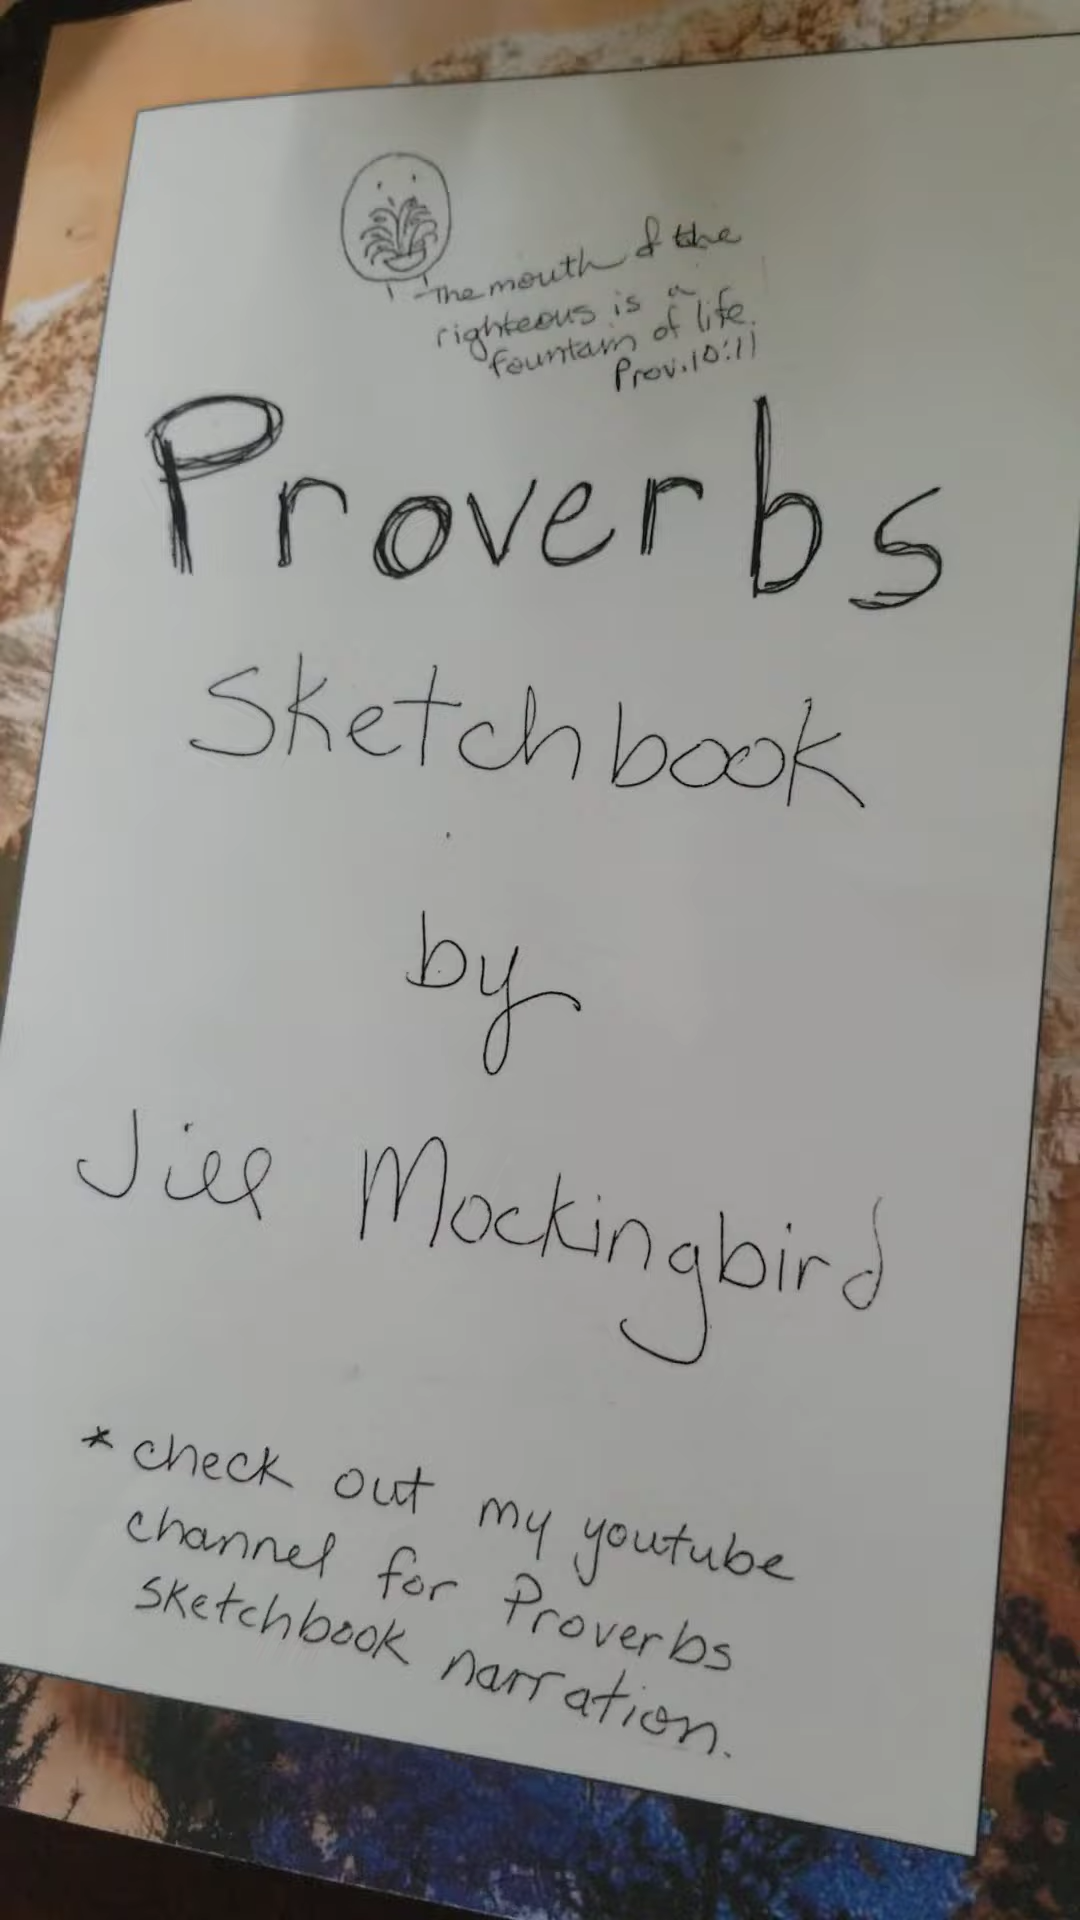 The mouth of the
righteous is a
fountain of life.
Prov. 10:11
Proverbs
Sketchbook
by
Jill Mockingbird
* check out my youtube
channel for Proverbs
sketchbook narration.